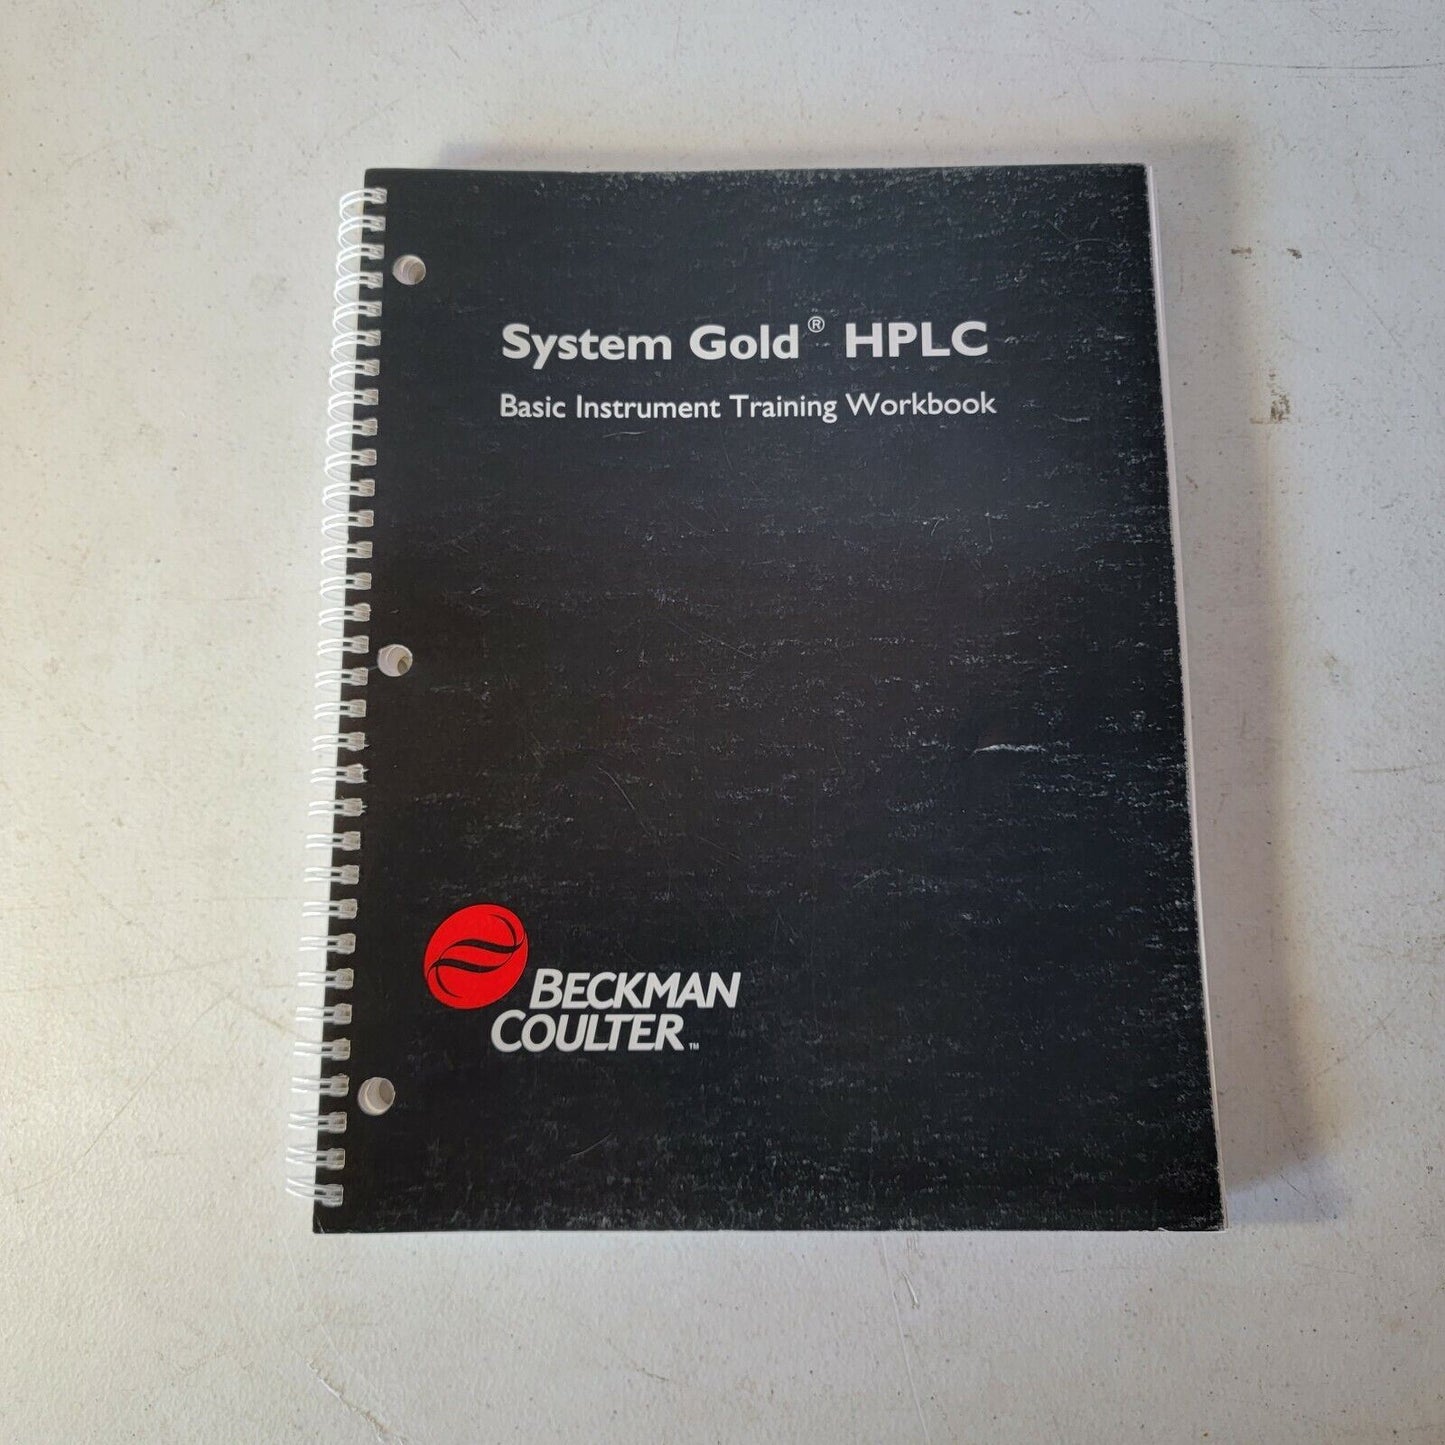 System Gold® HPLC
Basic Instrument Training Workbook
BECKMAN
COULTER™